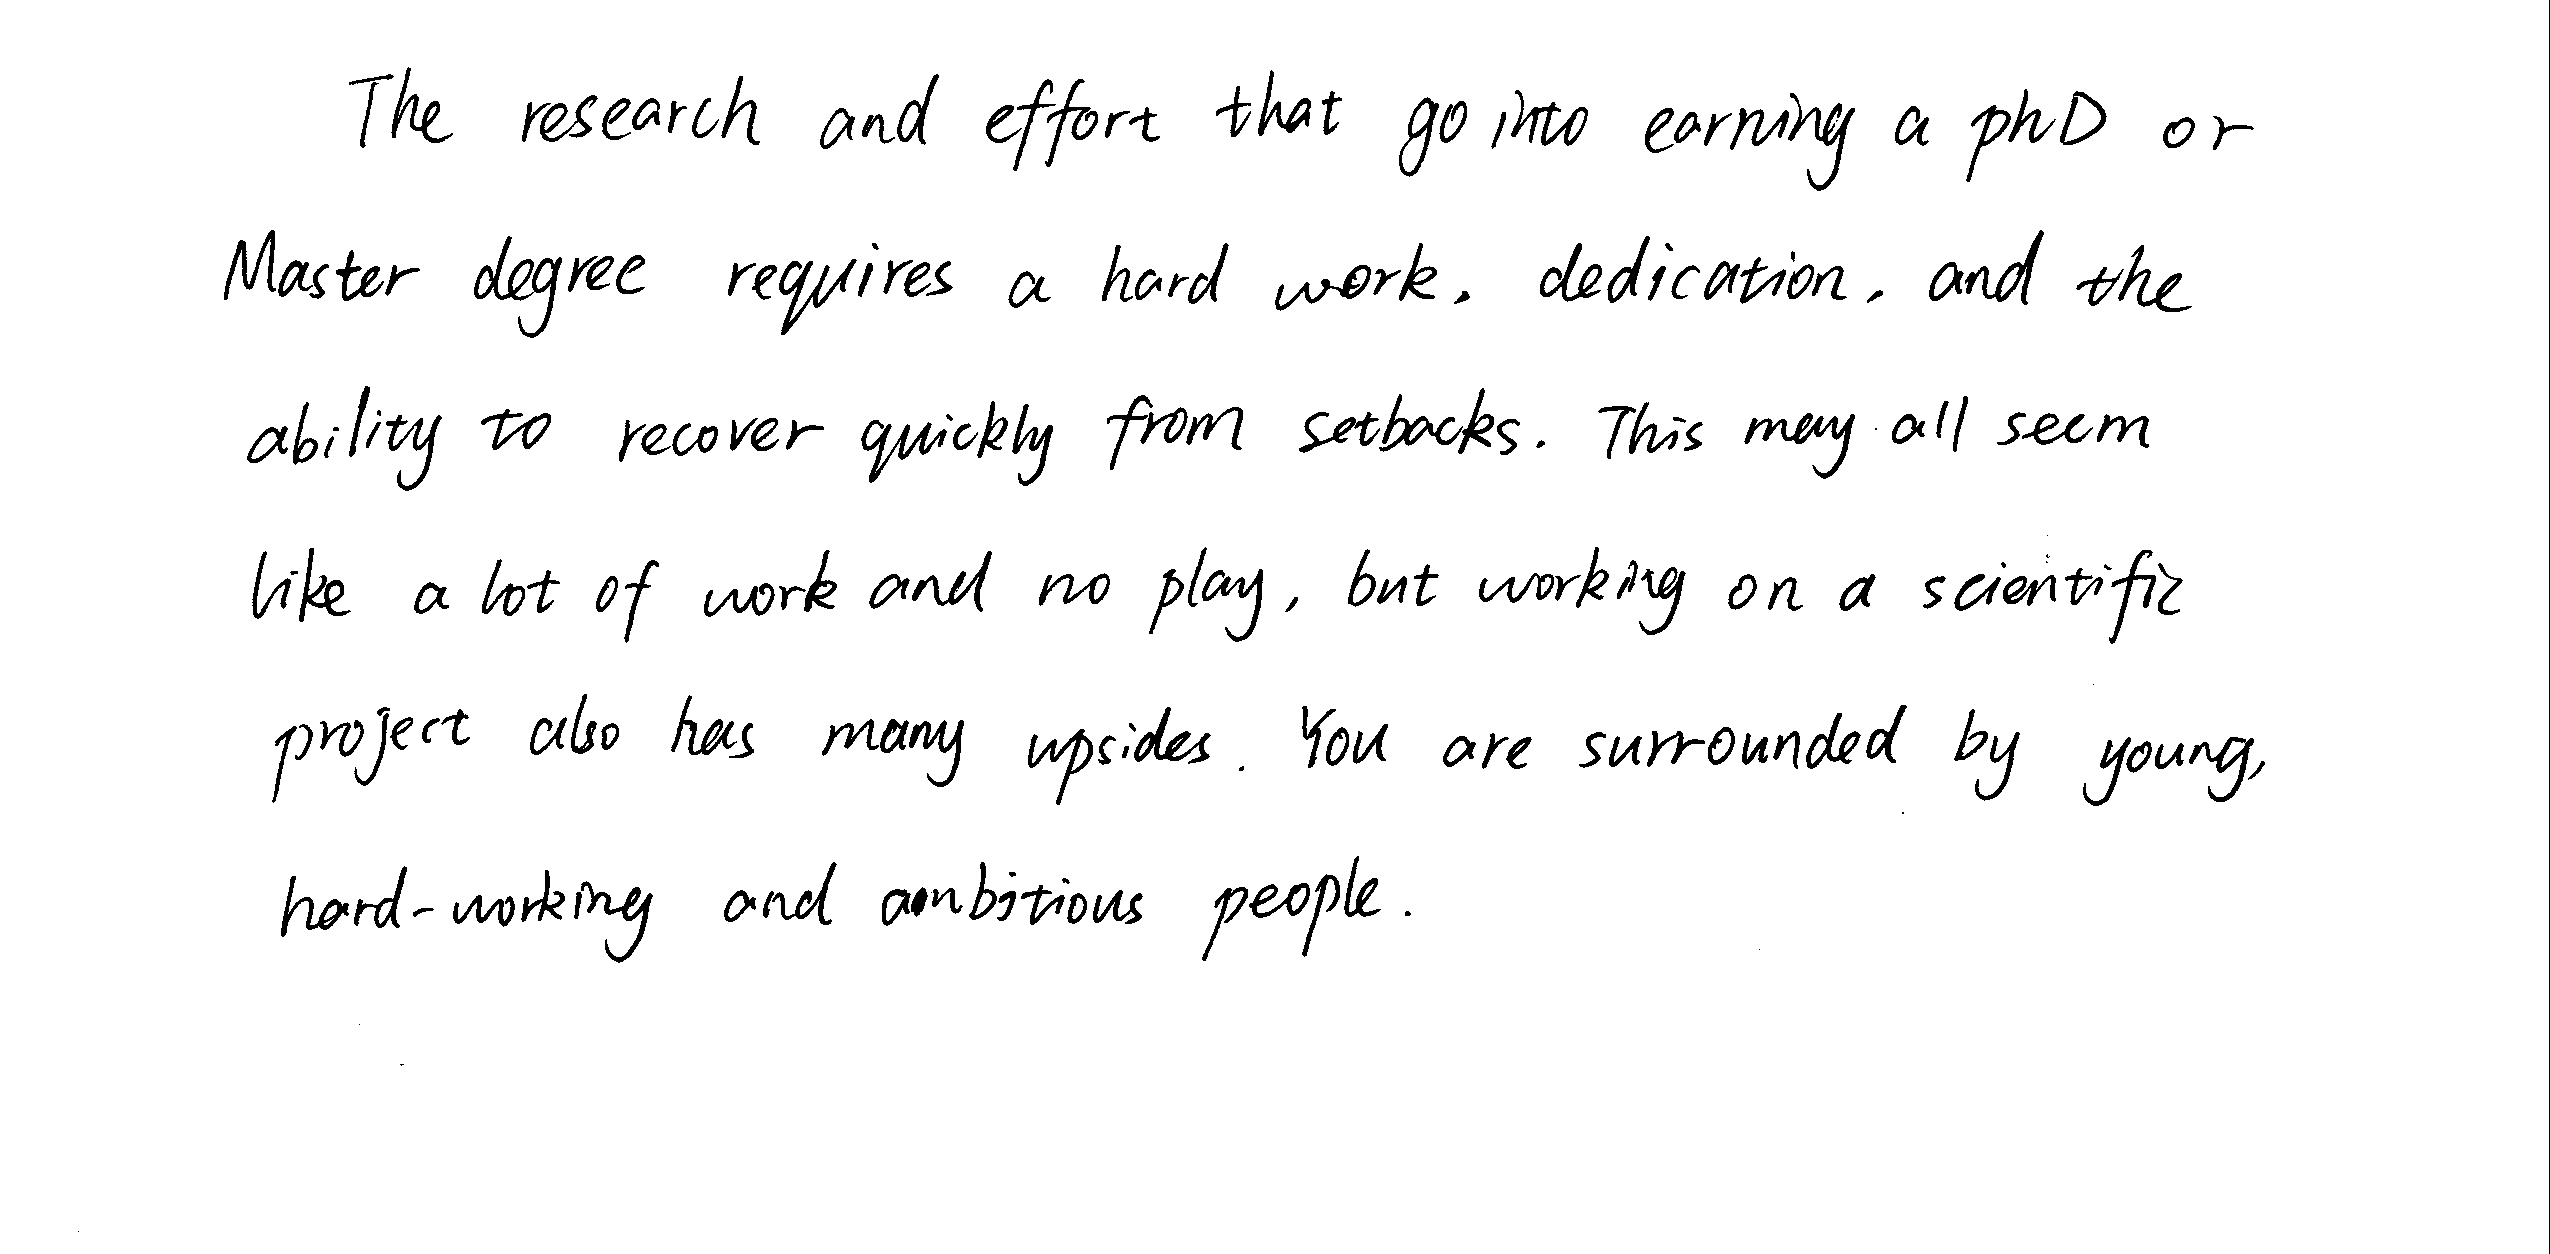 The research and effort that go into earning a phD or
Master degree requires a hard work, dedication, and the
ability to recover quickly from setbacks. This may all seem
like a lot of work and no play, but working on a scientific
project also has many upsides. You are surrounded by young,
hard-working and ambitious people.